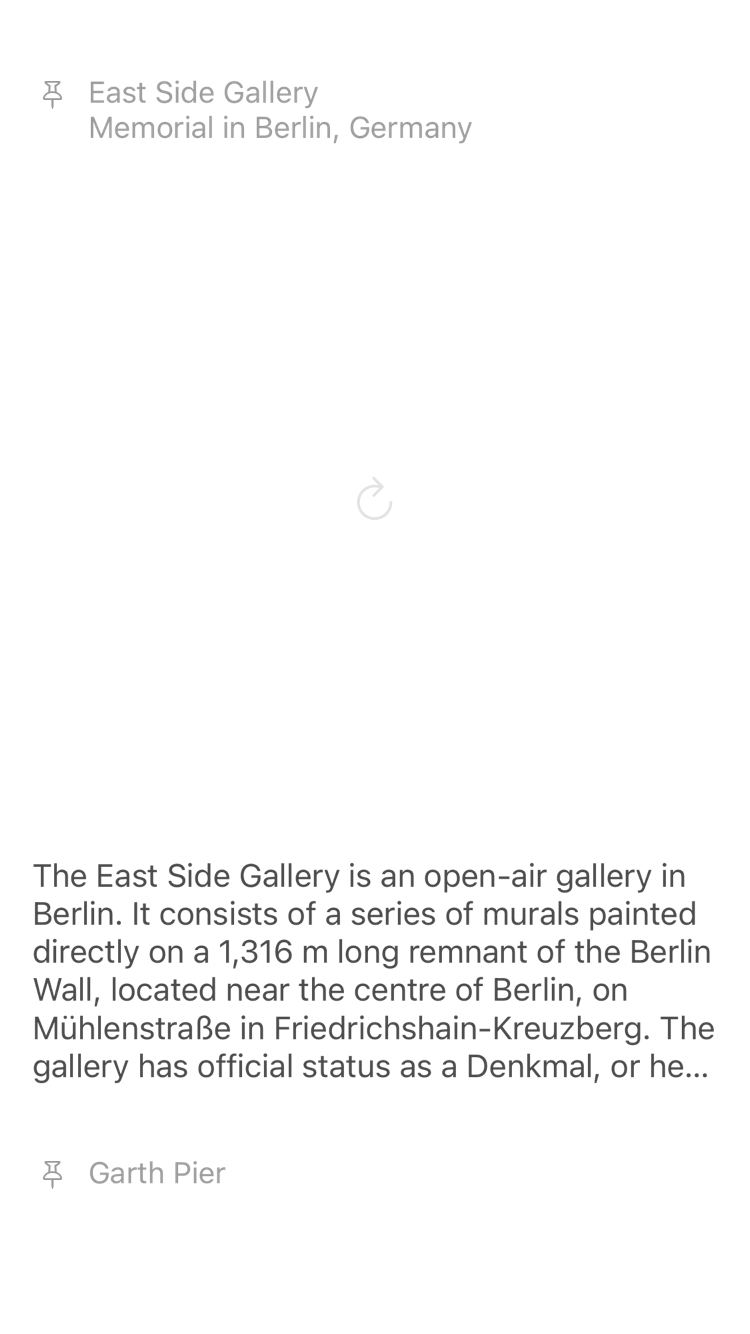 East Side Gallery
Memorial in Berlin, Germany
The East Side Gallery is an open-air gallery in
Berlin. It consists of a series of murals painted
directly on a 1,316 m long remnant of the Berlin
Wall, located near the centre of Berlin, on
Mühlenstraße in Friedrichshain-Kreuzberg. The
gallery has official status as a Denkmal, or he...
Garth Pier